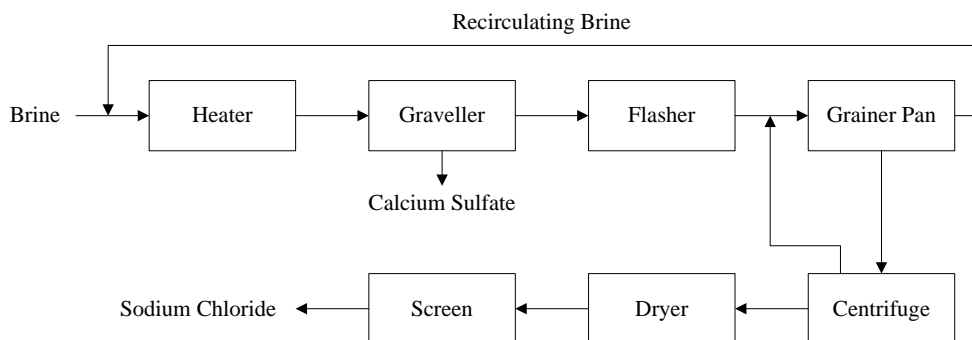 Recirculating Brine
Brine
Heater
Graveller
Flasher
Grainer Pan
Calcium Sulfate
Sodium Chloride
Screen
Dryer
Centrifuge